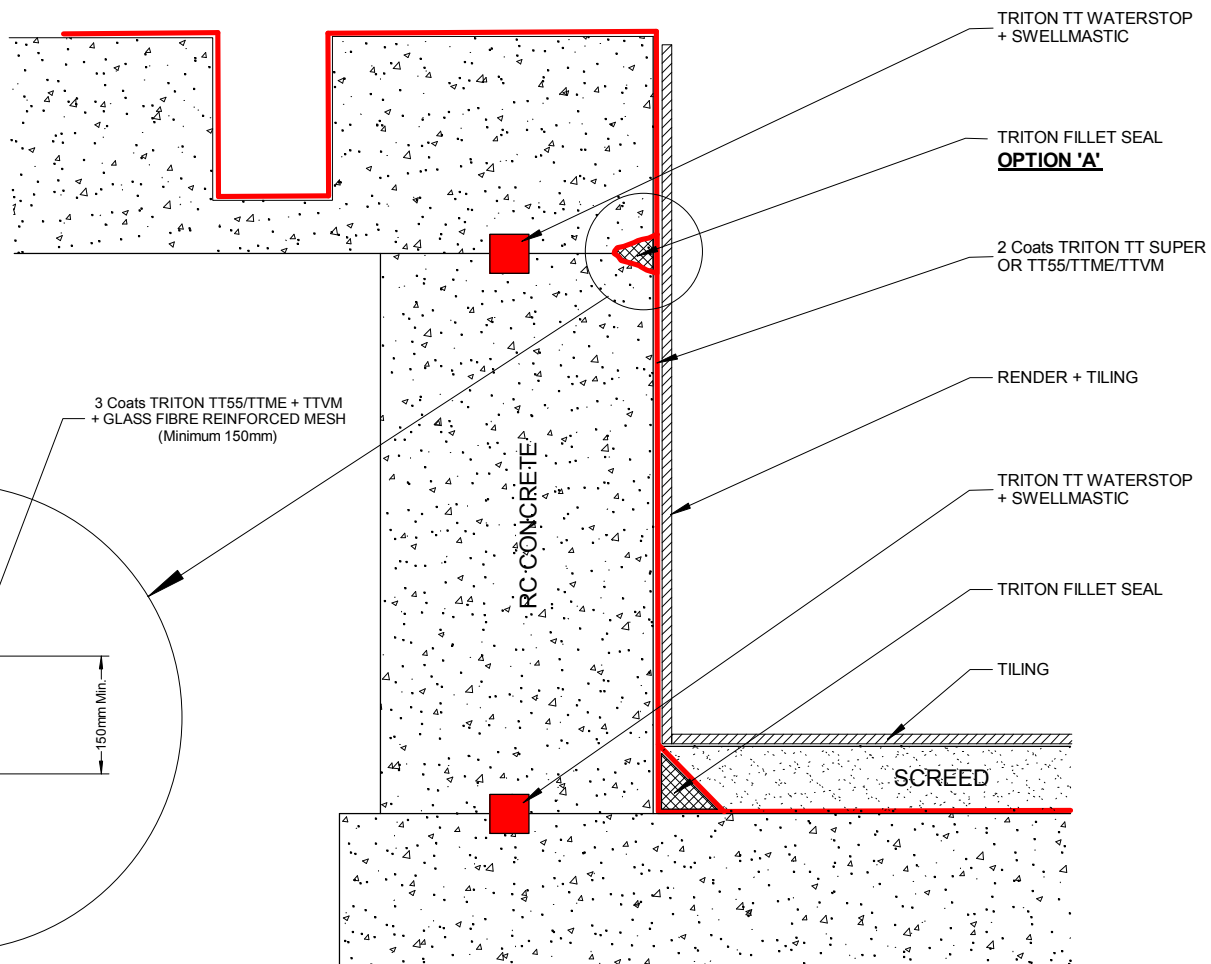 TRITON TT WATERSTOP
+ SWELLMASTIC
TRITON FILLET SEAL
OPTION 'A'
2 Coats TRITON TT SUPER
OR TT55/TTME/TTVM
RENDER + TILING
3 Coats TRITON TT55/TTME + TTVM
+ GLASS FIBRE REINFORCED MESH
(Minimum 150mm)
RC CONCRETE
TRITON TT WATERSTOP
+ SWELLMASTIC
TRITON FILLET SEAL
TILING
150mm Min.
SCREED